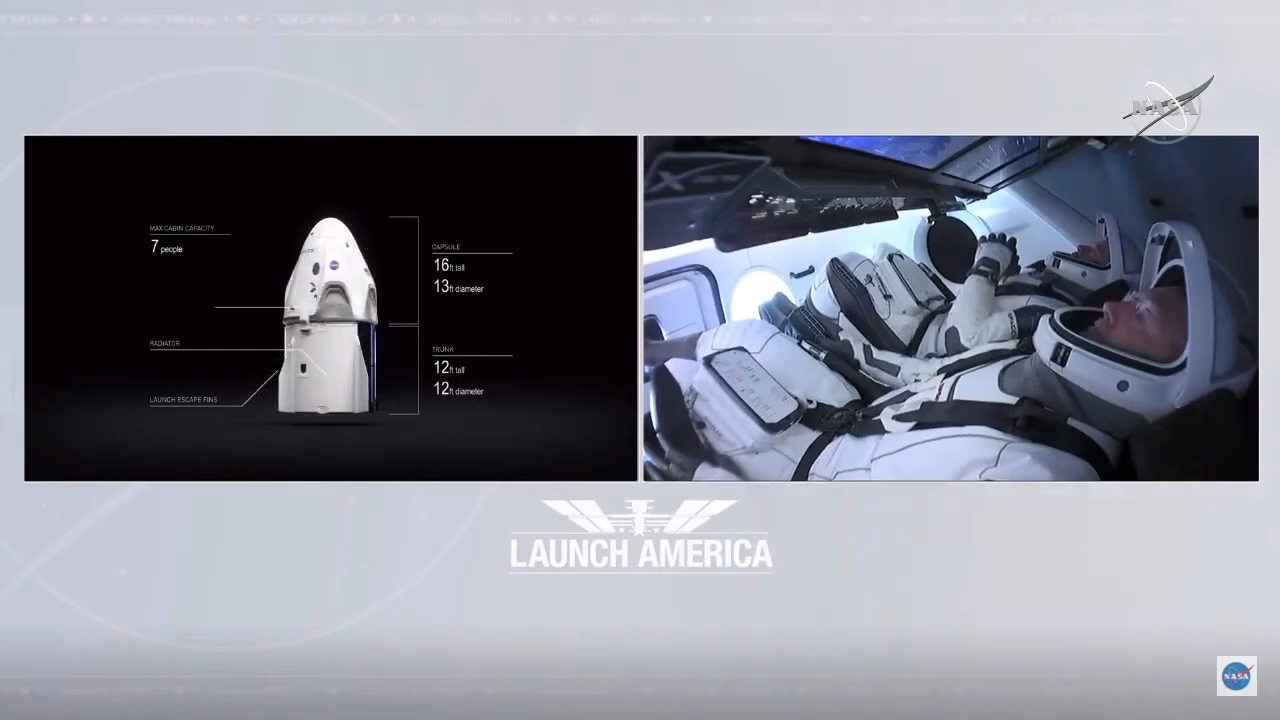 NASA
MAX CABIN CAPACITY
7 people
CAPSULE
16ft tall
13ft diameter
RADIATOR
TRUNK
12ft tall
12ft diameter
LAUNCH ESCAPE FINS
LAUNCH AMERICA
NASA